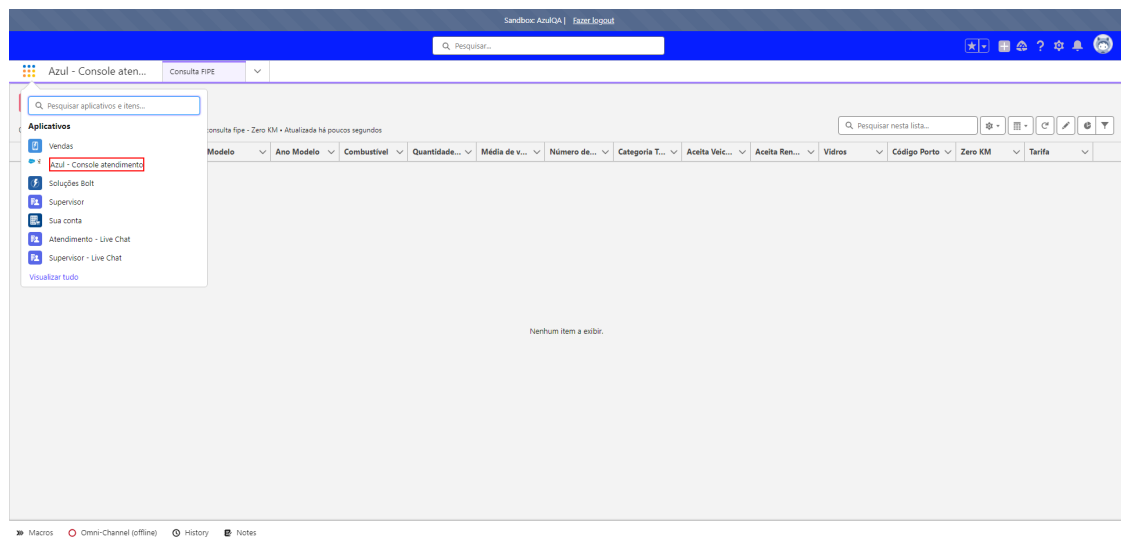 Sandbox: AzulQA | Fazer logout
Pesquisar...
Azul - Console aten... Consulta FIPE
Pesquisar aplicativos e itens...
Aplicativos
Vendas
Azul - Console atendimento
Soluções Bolt
Supervisor
Sua conta
Atendimento - Live Chat
Supervisor - Live Chat
Visualizar tudo
consulta fipe - Zero KM • Atualizada há poucos segundos
Pesquisar nesta lista...
Modelo Ano Modelo Combustível Quantidade... Média de v... Número de... Categoria T... Aceita Veic... Aceita Ren... Vidros Código Porto Zero KM Tarifa
Nenhum item a exibir.
Macros Omni-Channel (offline) History Notes